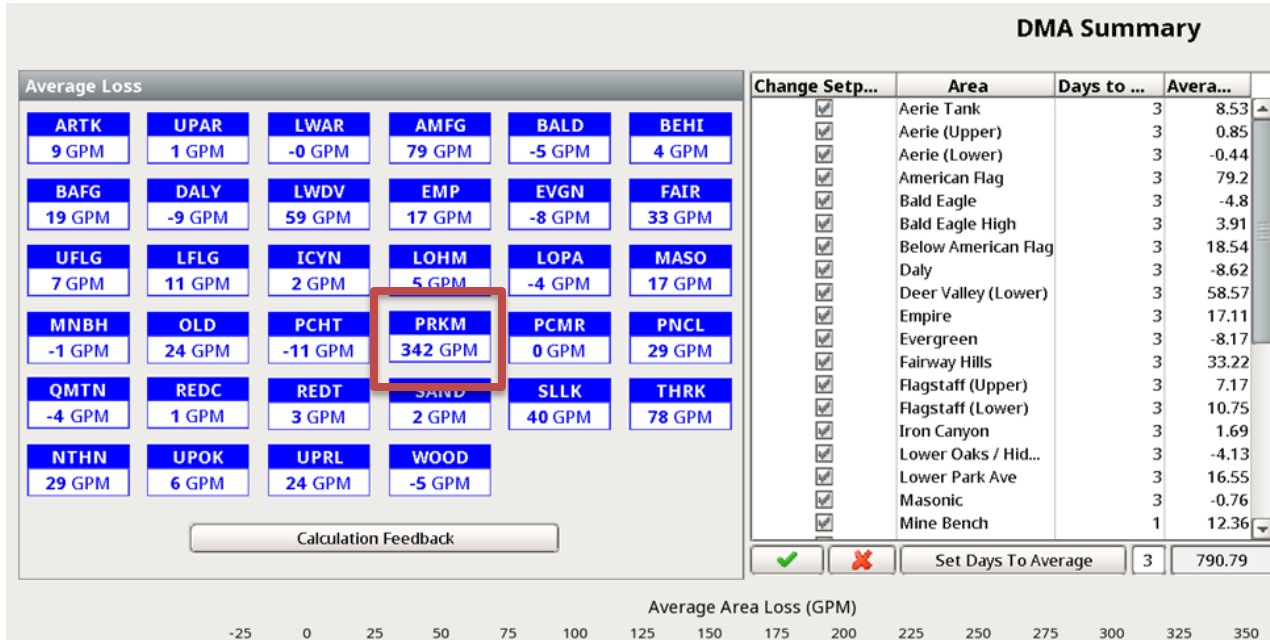 DMA Summary
Average Loss
ARTK UPAR LWAR AMFG BALD BEHI
9 GPM 1 GPM -0 GPM 79 GPM -5 GPM 4 GPM
BAFG DALY LWDV EMP EVGN FAIR
19 GPM -9 GPM 59 GPM 17 GPM -8 GPM 33 GPM
UFLG LFLG ICYN LOHM LOPA MASO
7 GPM 11 GPM 2 GPM 5 GPM -4 GPM 17 GPM
MNBH OLD PCHT PRKM PCMR PNCL
-1 GPM 24 GPM -11 GPM 342 GPM 0 GPM 29 GPM
QMTN REDC REDT SAND SLLK THRK
-4 GPM 1 GPM 3 GPM 2 GPM 40 GPM 78 GPM
NTHN UPOK UPRL WOOD
29 GPM 6 GPM 24 GPM -5 GPM
Calculation Feedback
Change Setp... Area Days to ... Avera...
Aerie Tank 3 8.53
Aerie (Upper) 3 0.85
Aerie (Lower) 3 -0.44
American Flag 3 79.2
Bald Eagle 3 -4.8
Bald Eagle High 3 3.91
Below American Flag 3 18.54
Daly 3 -8.62
Deer Valley (Lower) 3 58.57
Empire 3 17.11
Evergreen 3 -8.17
Fairway Hills 3 33.22
Flagstaff (Upper) 3 7.17
Flagstaff (Lower) 3 10.75
Iron Canyon 3 1.69
Lower Oaks / Hid... 3 -4.13
Lower Park Ave 3 16.55
Masonic 3 -0.76
Mine Bench 1 12.36
Set Days To Average 3 790.79
Average Area Loss (GPM)
-25 0 25 50 75 100 125 150 175 200 225 250 275 300 325 350